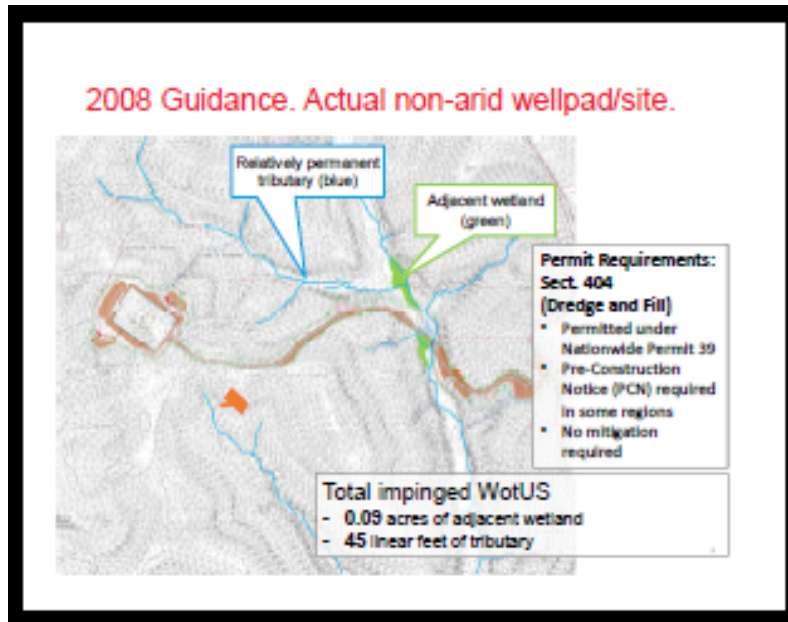 2008 Guidance. Actual non-arid wellpad/site.
Relatively permanent
tributary (blue)
Adjacent wetland
(green)
Permit Requirements:
Sect. 404
(Dredge and Fill)
• Permitted under
Nationwide Permit 39
• Pre-Construction
Notice (PCN) required
in some regions
• No mitigation
required
Total impinged WotUS
- 0.09 acres of adjacent wetland
- 45 linear feet of tributary